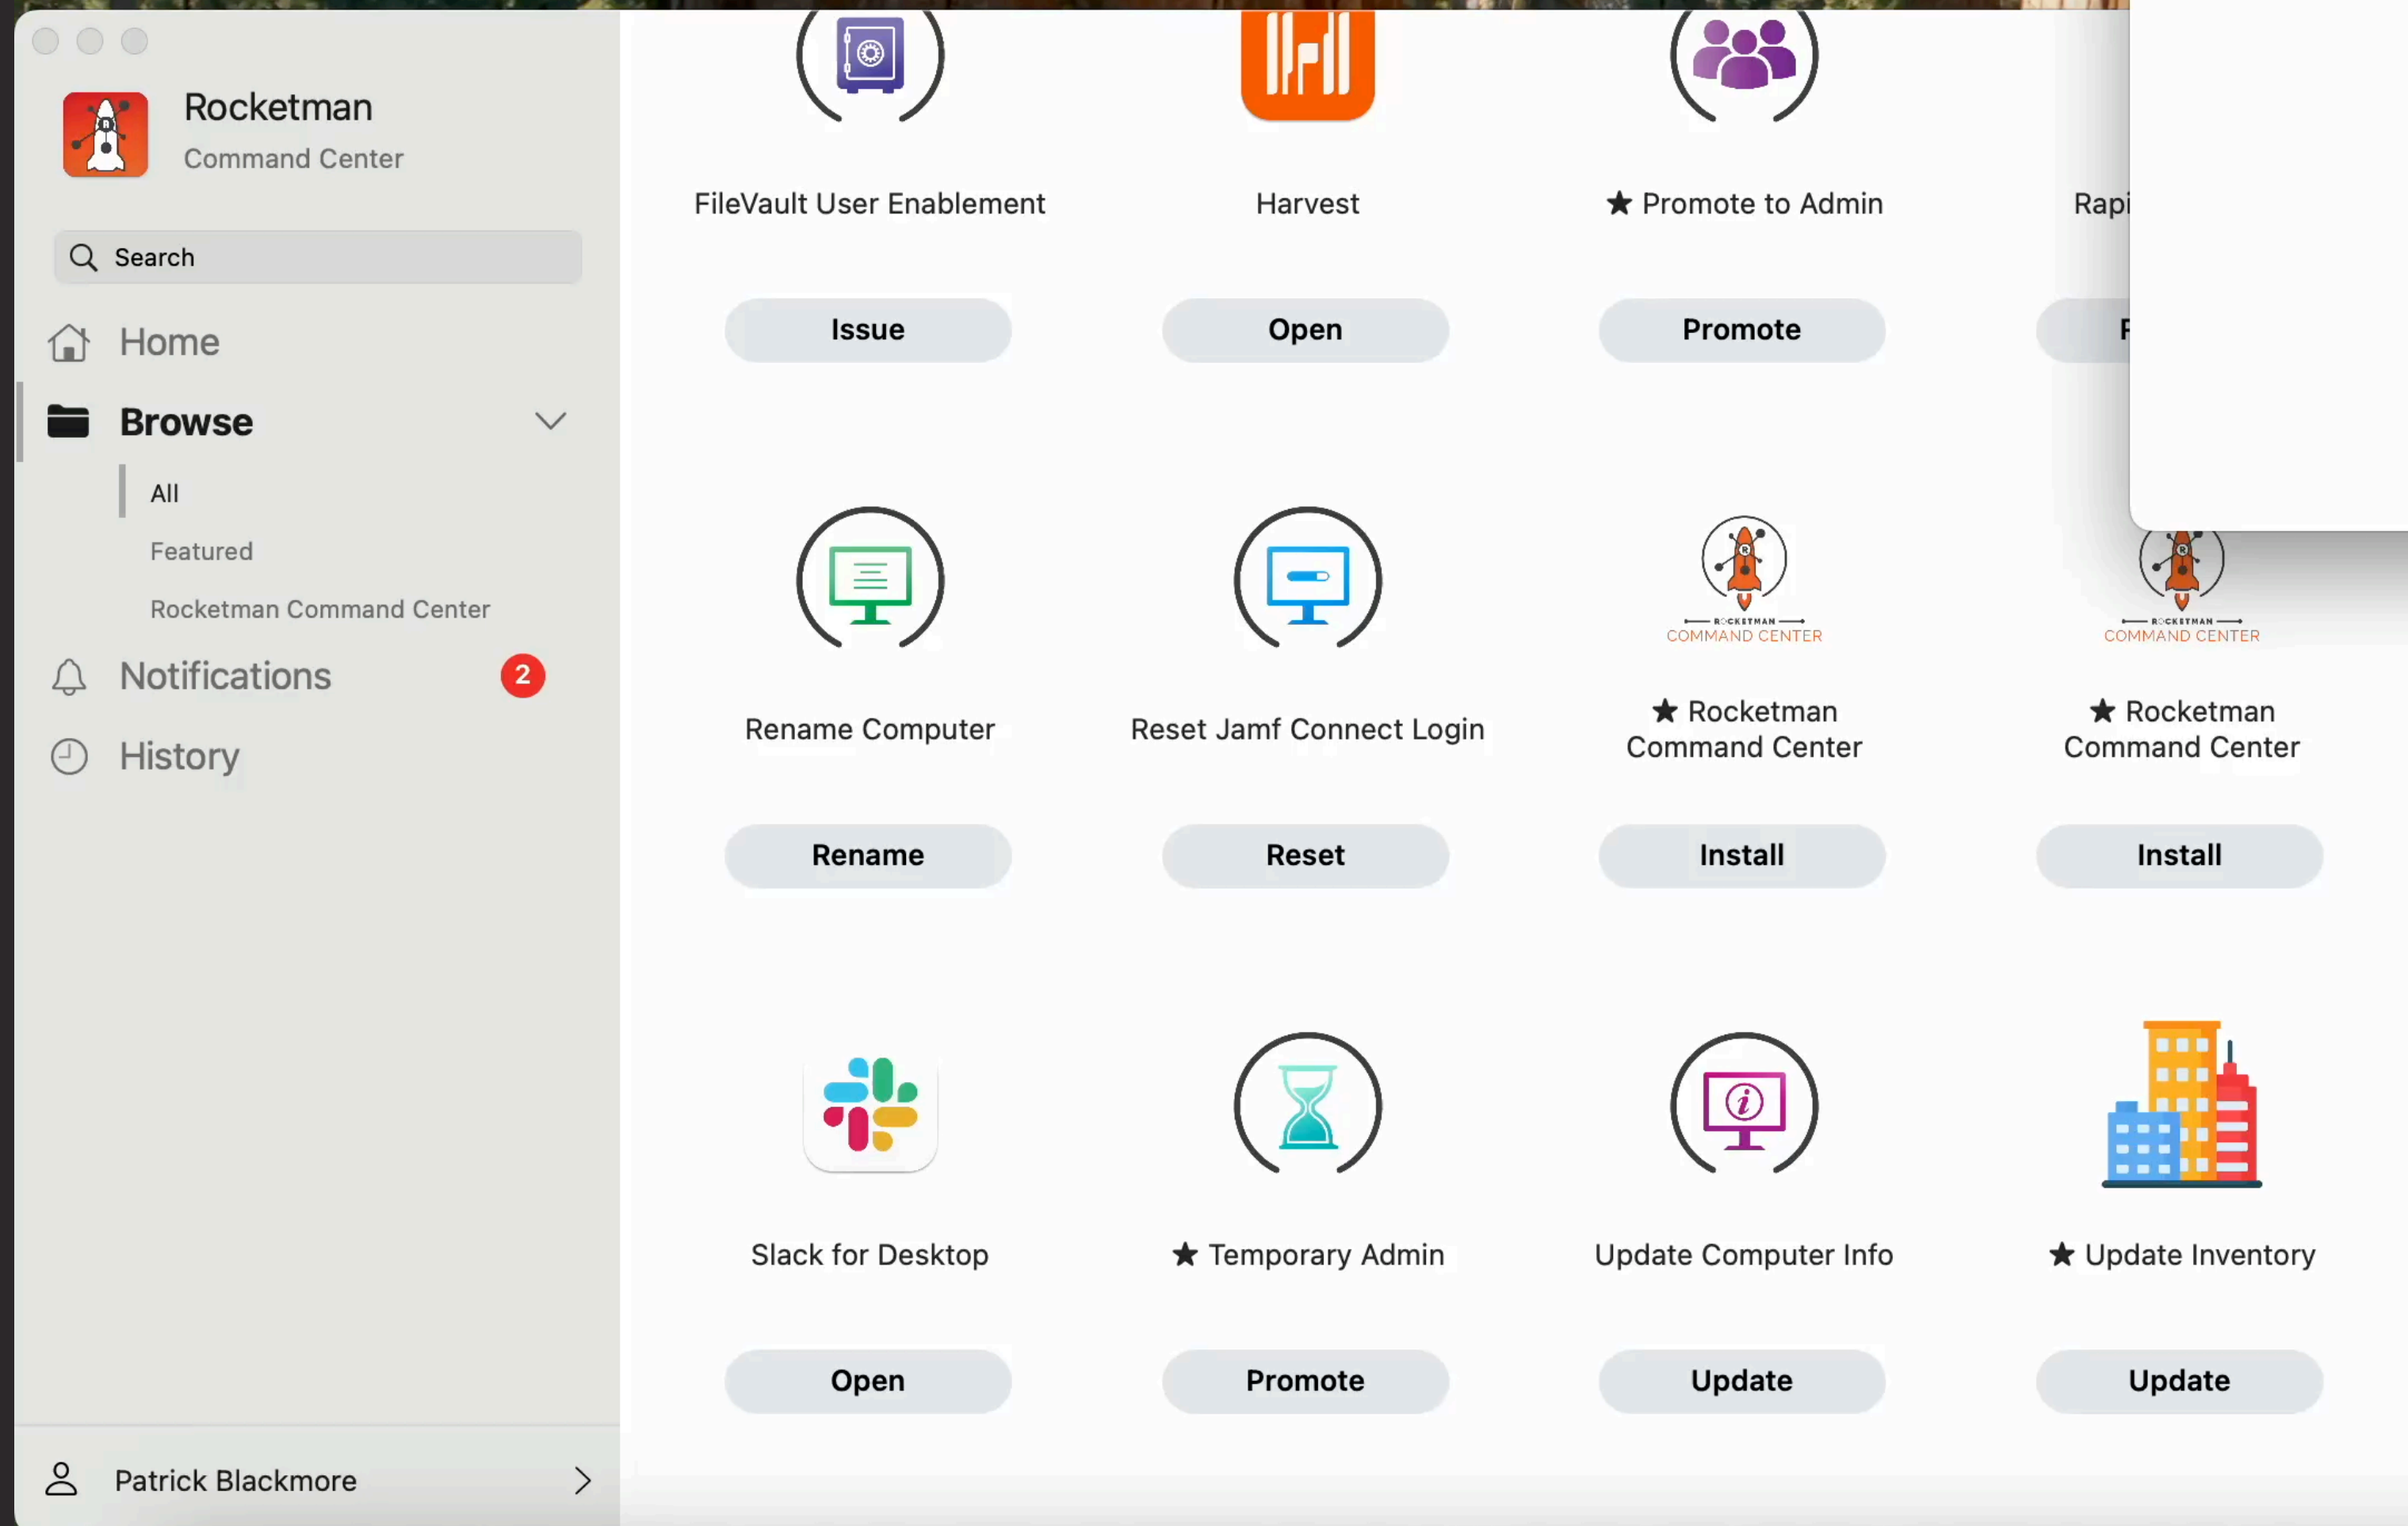 Rocketman
Command Center
Search
Home
Browse
All
Featured
Rocketman Command Center
Notifications
2
History
Patrick Blackmore
FileVault User Enablement
Harvest
★ Promote to Admin
Issue
Open
Promote
R
R
ROCKETMAN
COMMAND CENTER
ROCKETMAN
COMMAND CENTER
Rename Computer
Reset Jamf Connect Login
★ Rocketman
Command Center
★ Rocketman
Command Center
Rename
Reset
Install
Install
Slack for Desktop
★ Temporary Admin
Update Computer Info
★ Update Inventory
Open
Promote
Update
Update